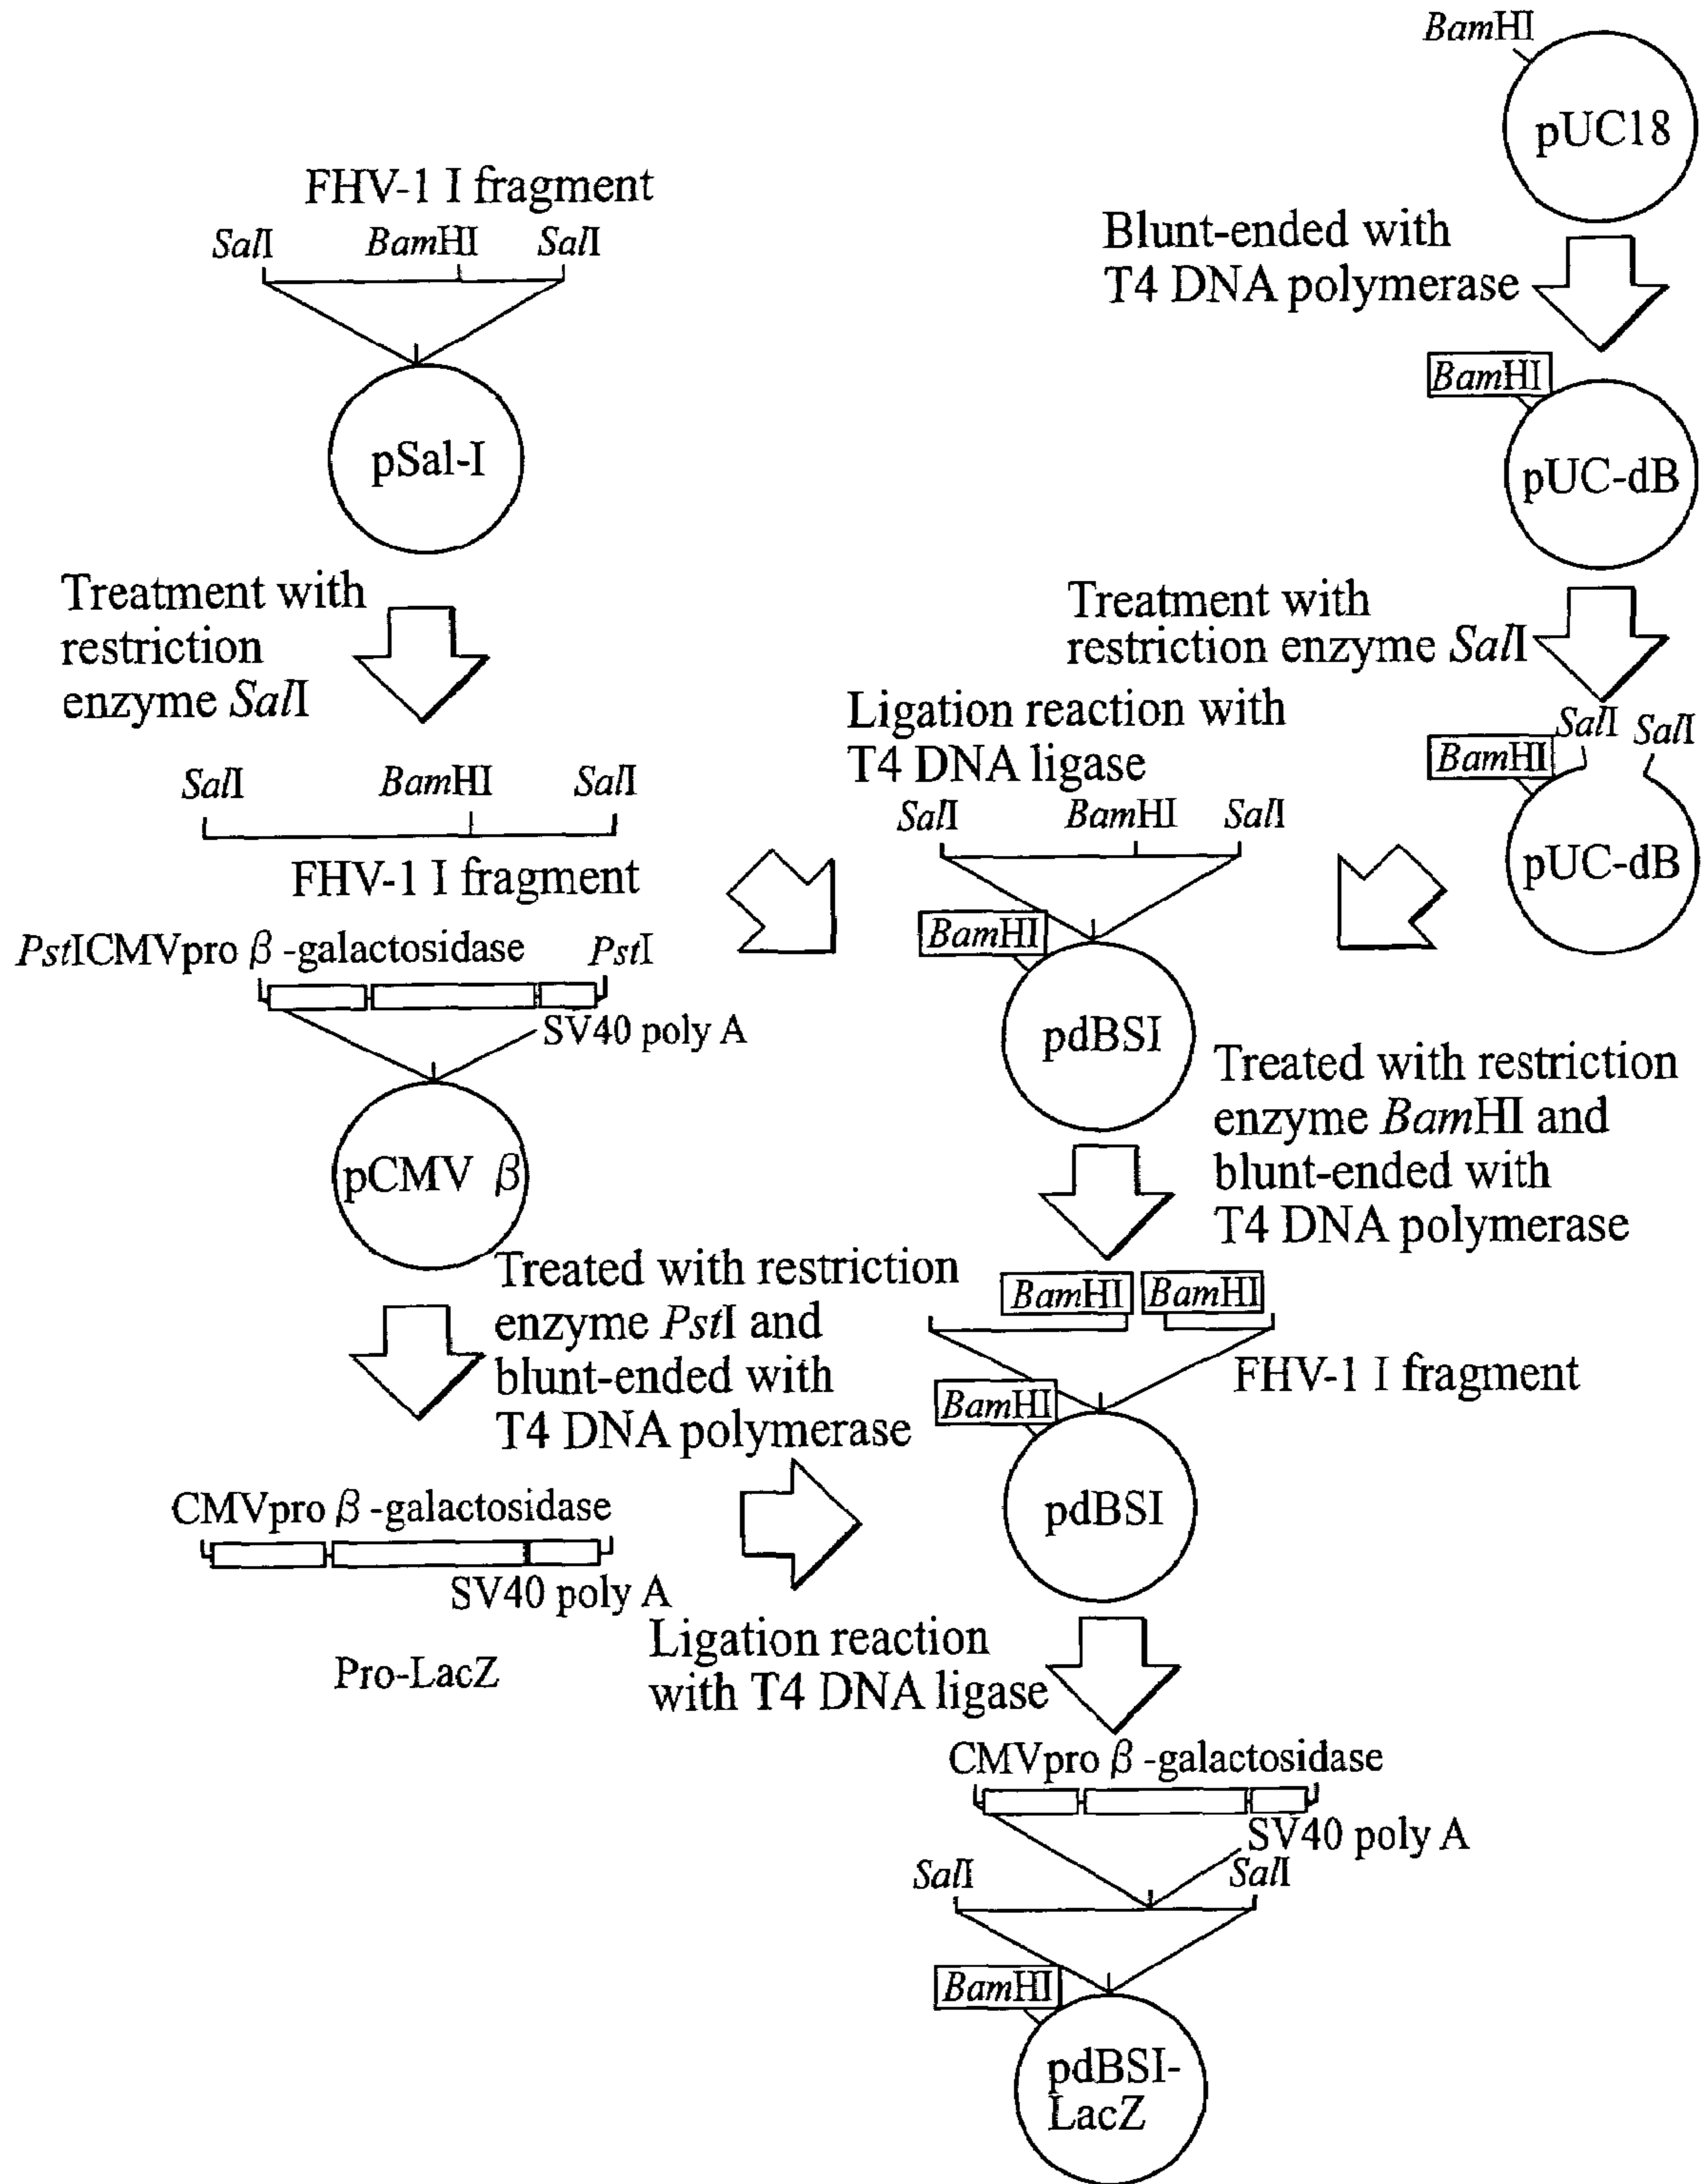 BamHI
pUC18
FHV-1 I fragment
SalI BamHI SalI
pSal-I
Blunt-ended with
T4 DNA polymerase
BamHI
pUC-dB
Treatment with
restriction
enzyme SalI
Treatment with
restriction enzyme SalI
SalI SalI
BamHI
pUC-dB
SalI BamHI SalI
FHV-1 I fragment
Ligation reaction with
T4 DNA ligase
SalI BamHI SalI
BamHI
pdBSI
PstICMVpro β -galactosidase PstI
SV40 poly A
pCMV β
Treated with restriction
enzyme BamHI and
blunt-ended with
T4 DNA polymerase
Treated with restriction
enzyme PstI and
blunt-ended with
T4 DNA polymerase
BamHI BamHI
FHV-1 I fragment
BamHI
pdBSI
CMVpro β -galactosidase
SV40 poly A
Pro-LacZ
Ligation reaction
with T4 DNA ligase
CMVpro β -galactosidase
SV40 poly A
SalI SalI
BamHI
pdBSI-
LacZ